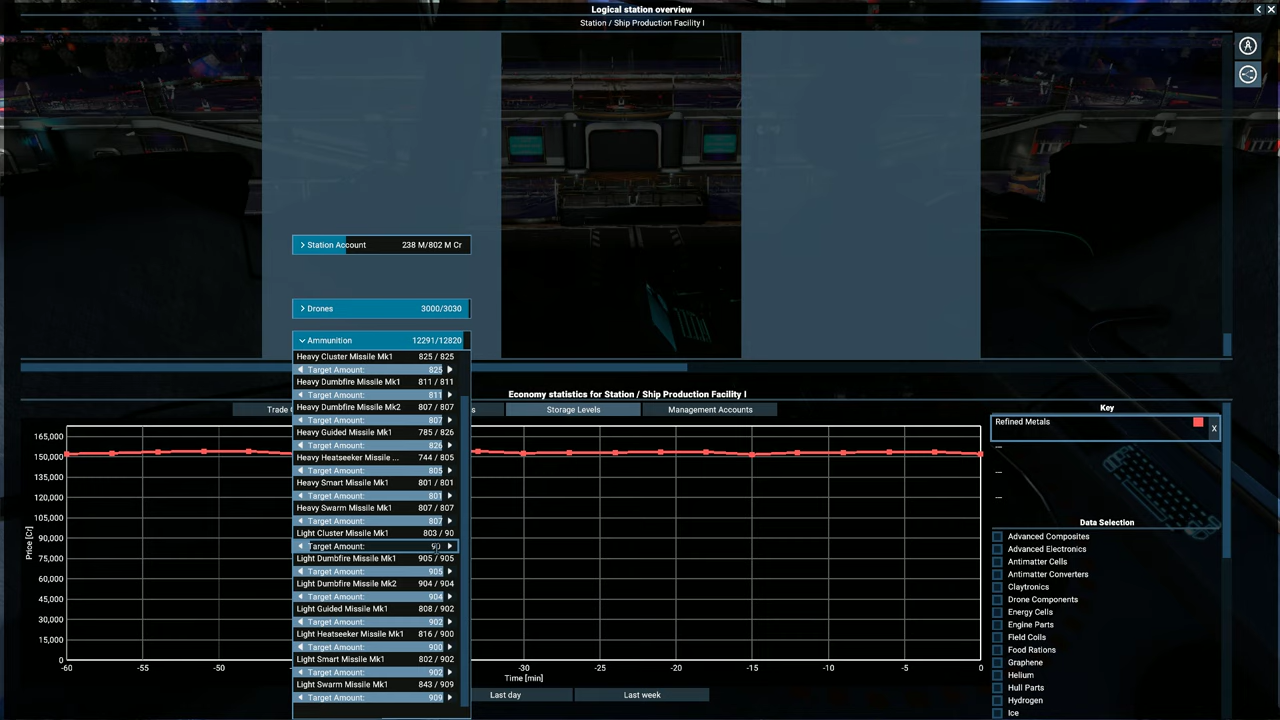 Logical station overview
Station / Ship Production Facility I
Station Account 238 M/802 M Cr
Drones 3000/3030
Ammunition 12291/12820
Heavy Cluster Missile Mk1 825 / 825
Target Amount: 825
Heavy Dumbfire Missile Mk1 811 / 811
Target Amount: 811
Heavy Dumbfire Missile Mk2 807 / 807
Target Amount: 807
Heavy Guided Missile Mk1 785 / 826
Target Amount: 826
Heavy Heatseeker Missile ... 744 / 805
Target Amount: 805
Heavy Smart Missile Mk1 801 / 801
Target Amount: 801
Heavy Swarm Missile Mk1 807 / 807
Target Amount: 807
Light Cluster Missile Mk1 803 / 90
Target Amount: 90
Light Dumbfire Missile Mk1 905 / 905
Target Amount: 905
Light Dumbfire Missile Mk2 904 / 904
Target Amount: 904
Light Guided Missile Mk1 808 / 902
Target Amount: 902
Light Heatseeker Missile Mk1 816 / 900
Target Amount: 900
Light Smart Missile Mk1 802 / 902
Target Amount: 902
Light Swarm Missile Mk1 843 / 909
Target Amount: 909
Economy statistics for Station / Ship Production Facility I
Storage Levels
Management Accounts
165,000
150,000
135,000
120,000
105,000
90,000
75,000
60,000
45,000
30,000
15,000
0
Price [Cr]
-60 -55 -50 -30 -25 -20 -15 -10 -5 0
Time [min]
Last day
Last week
Key
Refined Metals X
Data Selection
Advanced Composites
Advanced Electronics
Antimatter Cells
Antimatter Converters
Claytronics
Drone Components
Energy Cells
Engine Parts
Field Coils
Food Rations
Graphene
Helium
Hull Parts
Hydrogen
Ice